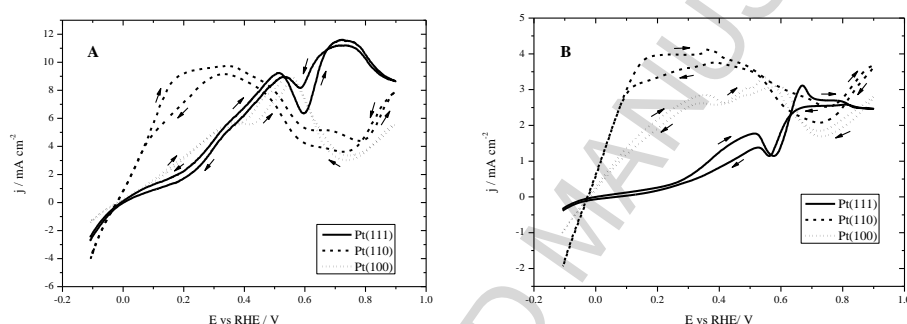 A
j / mA cm-2
12
10
8
6
4
2
0
-2
-4
-6
-0.2
0.0
0.2
0.4
0.6
0.8
1.0
E vs RHE/ V
Pt(111)
Pt(110)
Pt(100)
B
j / mA cm-2
5
4
3
2
1
0
-1
-2
-0.2
0.0
0.2
0.4
0.6
0.8
1.0
E vs RHE/ V
Pt(111)
Pt(110)
Pt(100)
D MANUS